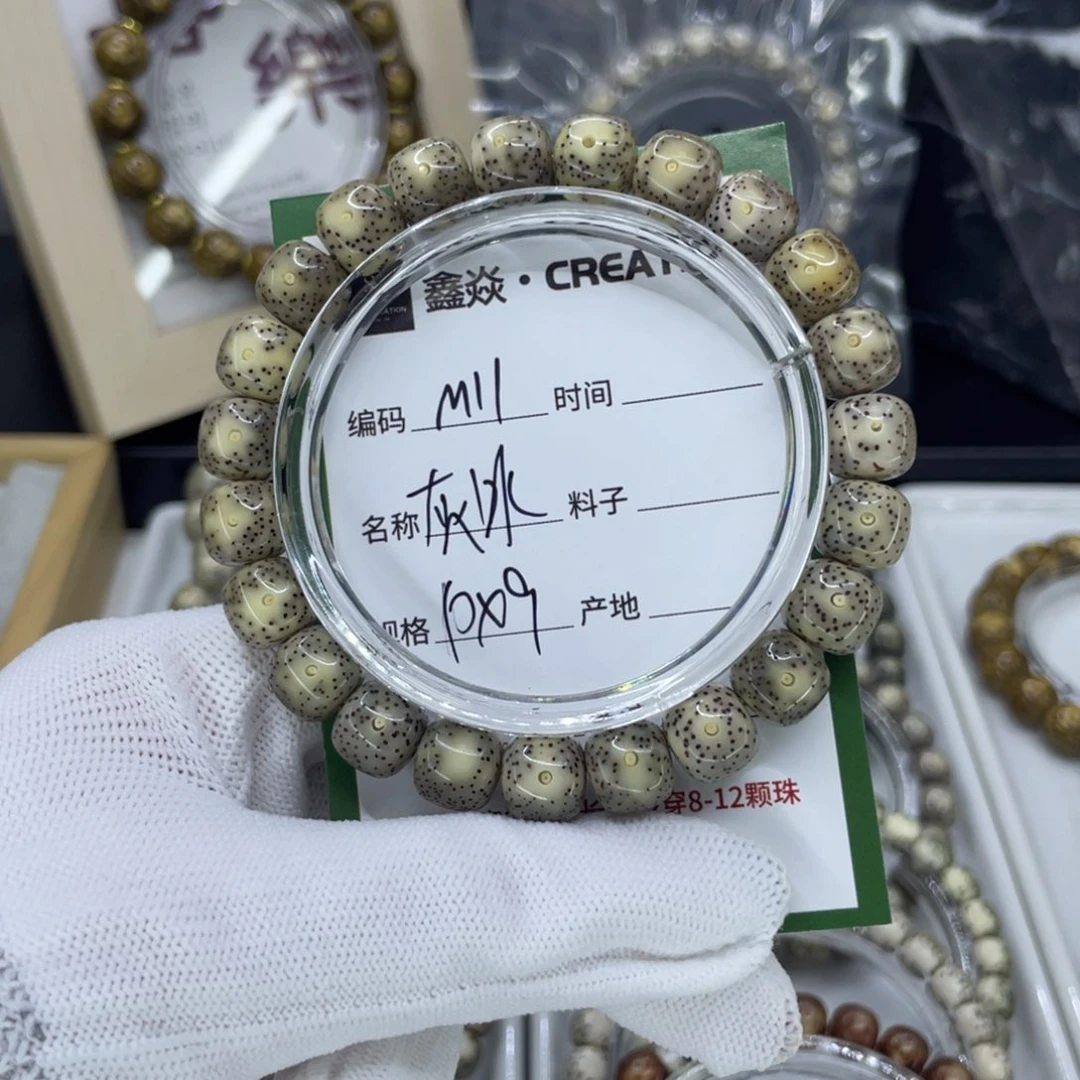 樂
鑫焱·CREAT
编码 M11 时间
名称 灰冰 料子
规格 10x9 产地
穿8-12颗珠